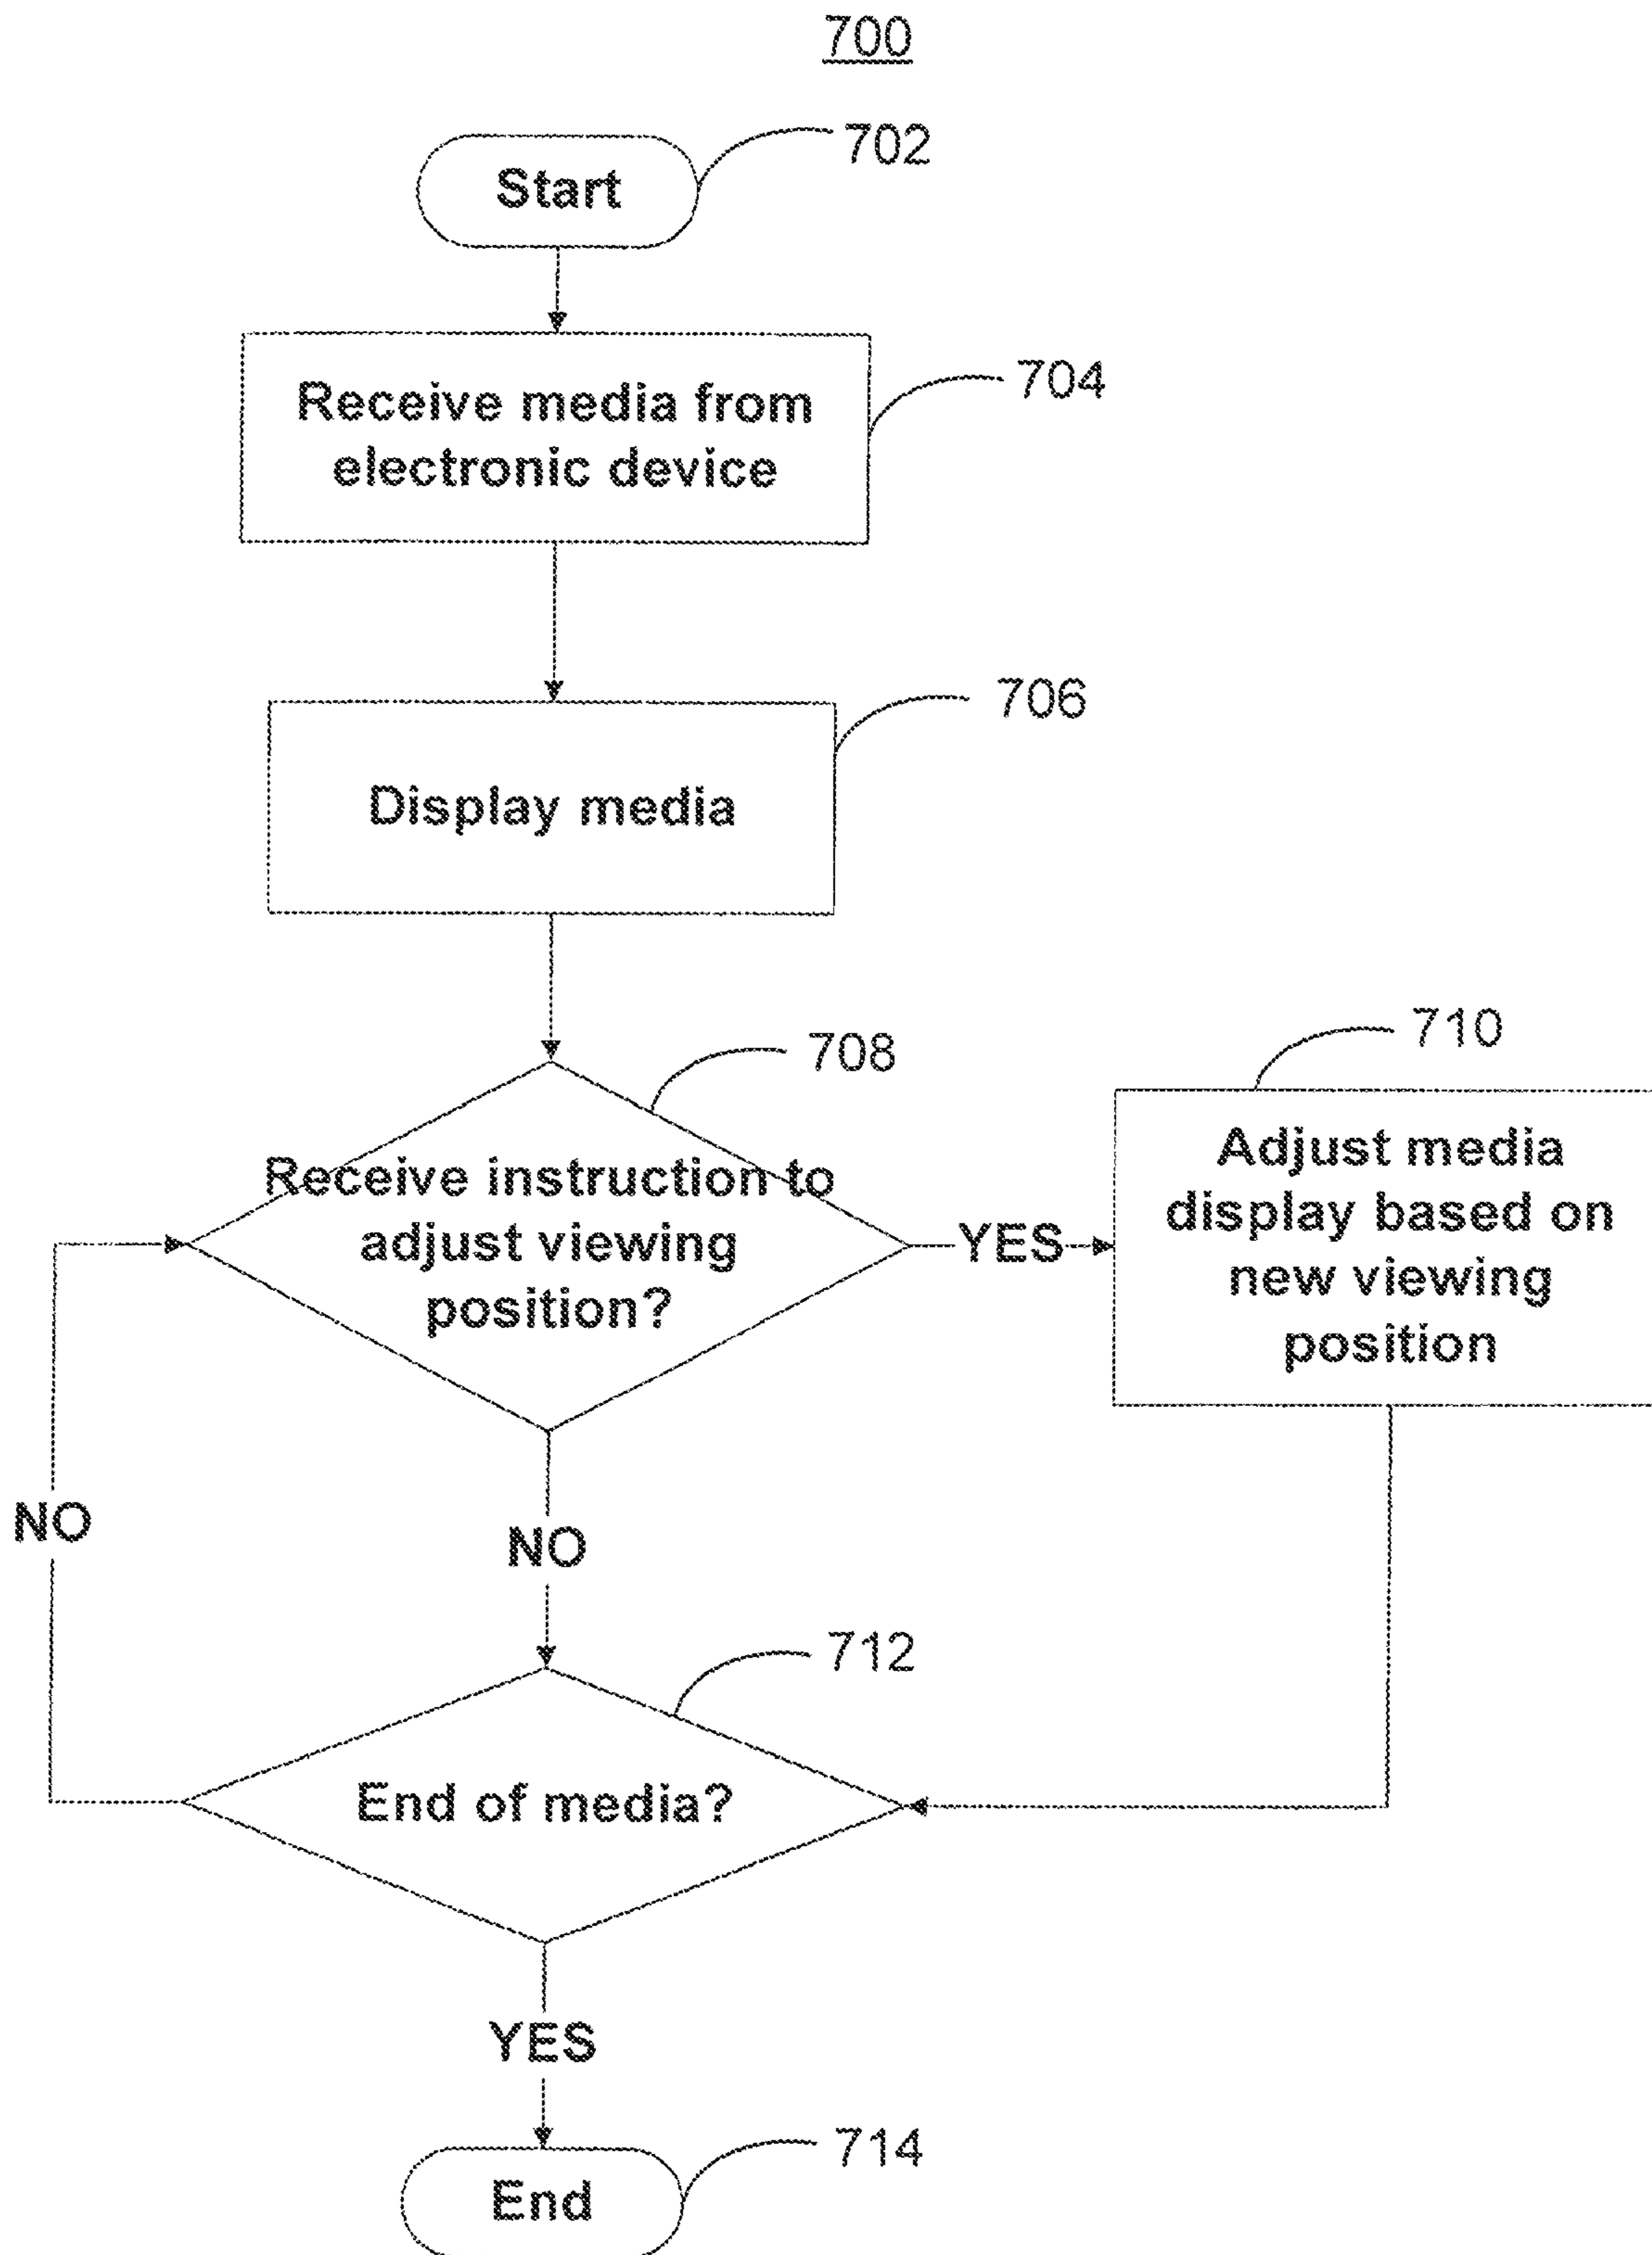 700
702
Start
704
Receive media from
electronic device
706
Display media
708
Receive instruction to
adjust viewing
position?
YES
710
Adjust media
display based on
new viewing
position
NO
NO
712
End of media?
YES
714
End